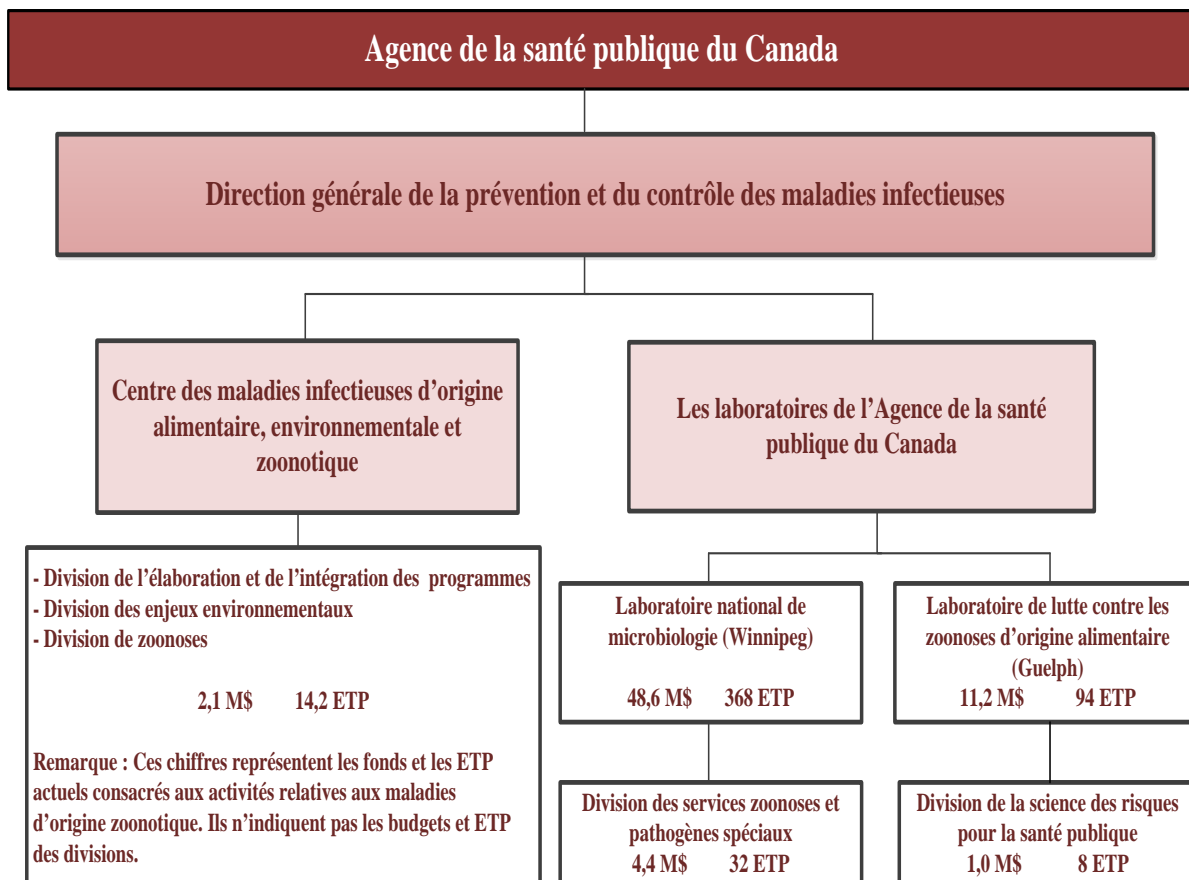 Agence de la santé publique du Canada
Direction générale de la prévention et du contrôle des maladies infectieuses
Centre des maladies infectieuses d’origine
alimentaire, environnementale et
zoonotique
Les laboratoires de l’Agence de la santé
publique du Canada
- Division de l’élaboration et de l’intégration des programmes
- Division des enjeux environnementaux
- Division de zoonoses
2,1 M$ 14,2 ETP
Remarque : Ces chiffres représentent les fonds et les ETP
actuels consacrés aux activités relatives aux maladies
d’origine zoonotique. Ils n’indiquent pas les budgets et ETP
des divisions.
Laboratoire national de
microbiologie (Winnipeg)
48,6 M$ 368 ETP
Laboratoire de lutte contre les
zoonoses d’origine alimentaire
(Guelph)
11,2 M$ 94 ETP
Division des services zoonoses et
pathogènes spéciaux
4,4 M$ 32 ETP
Division de la science des risques
pour la santé publique
1,0 M$ 8 ETP